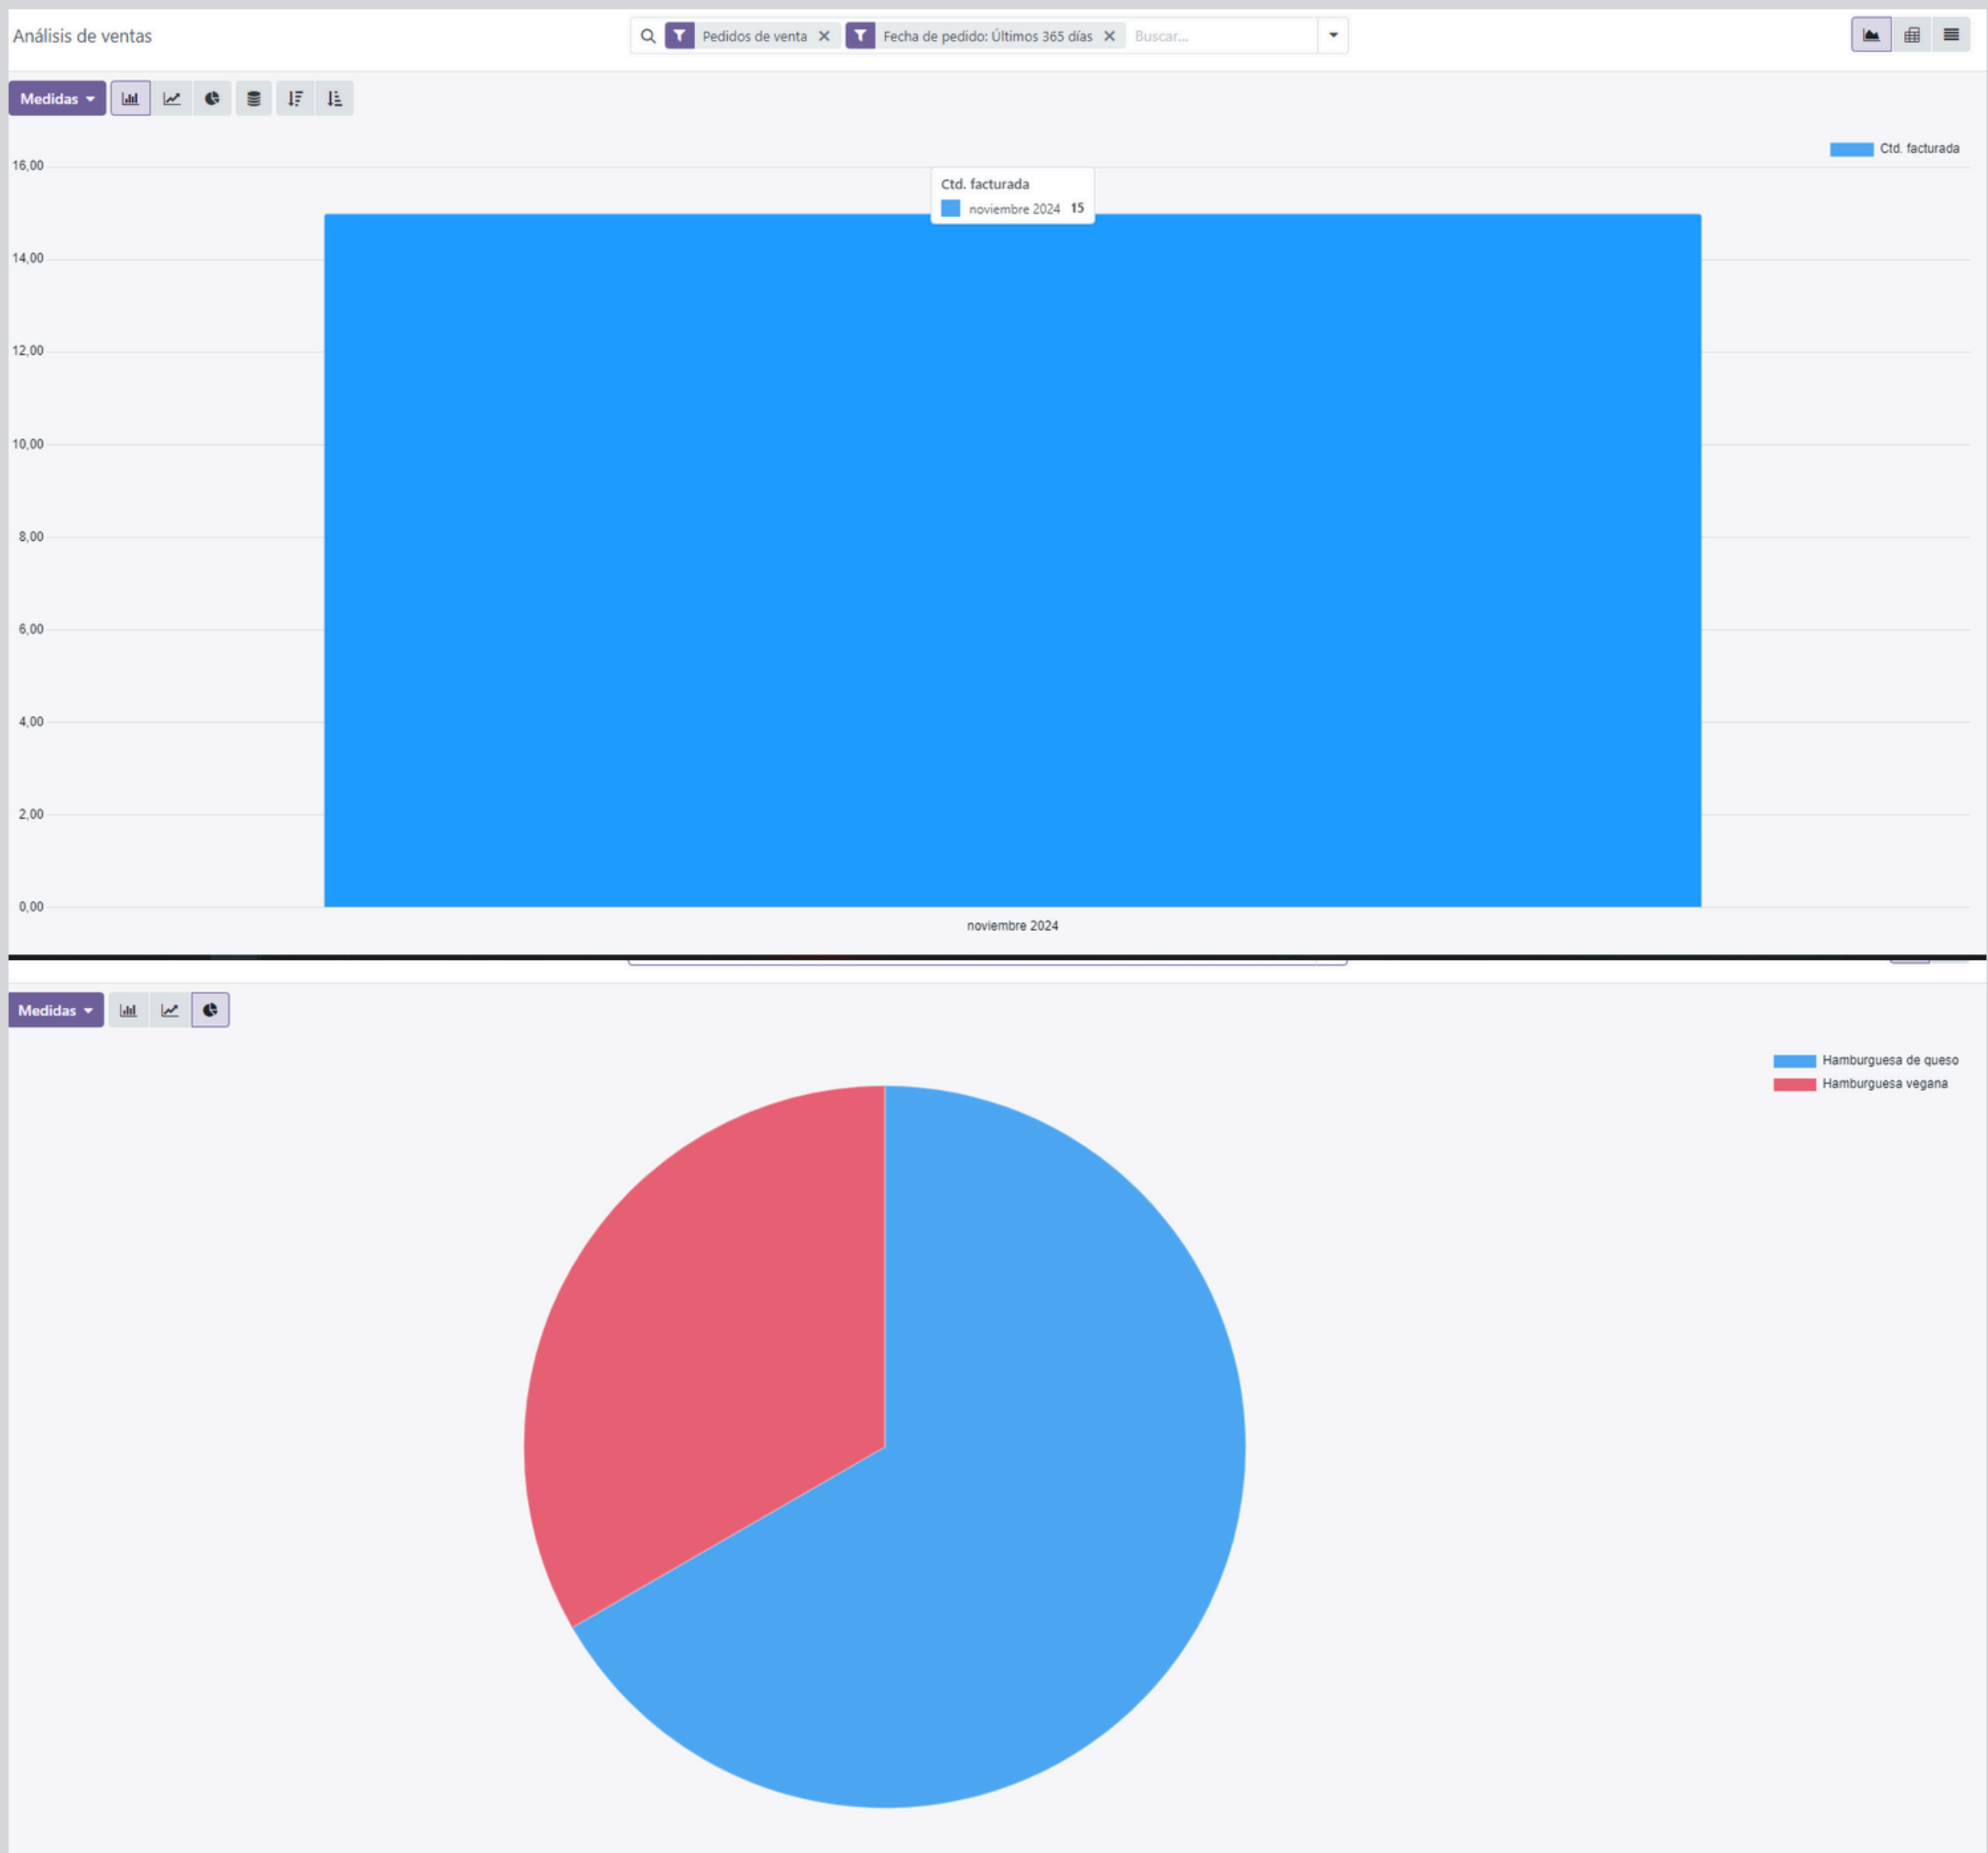 Análisis de ventas
Pedidos de venta
Fecha de pedido: Últimos 365 días
Buscar...
Medidas
Ctd. facturada
16,00
Ctd. facturada
noviembre 2024 15
14,00
12,00
10,00
8,00
6,00
4,00
2,00
0,00
noviembre 2024
Medidas
Hamburguesa de queso
Hamburguesa vegana